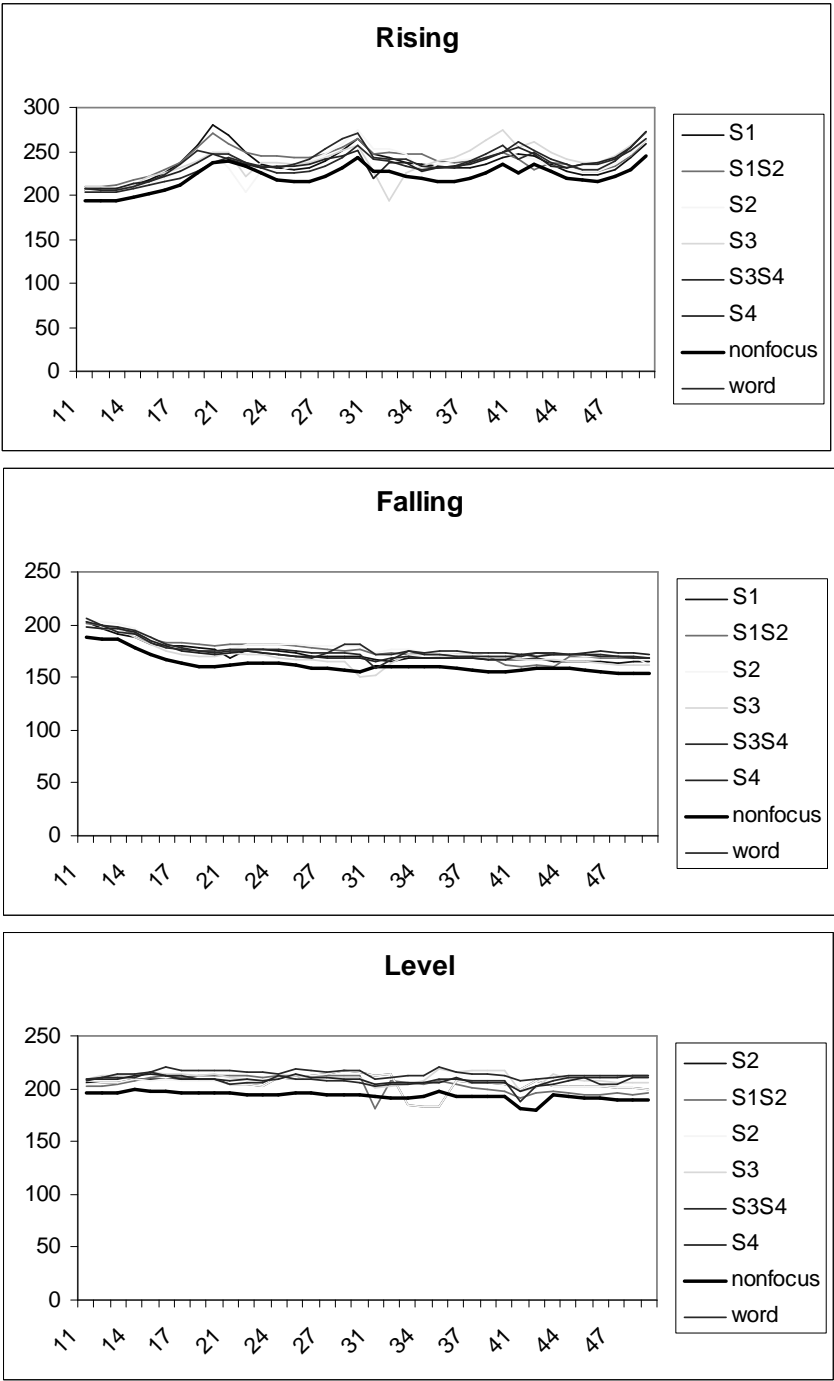 Rising
300
250
200
150
100
50
0
11 14 17 21 24 27 31 34 37 41 44 47
S1
S1S2
S2
S3
S3S4
S4
nonfocus
word
Falling
250
200
150
100
50
0
11 14 17 21 24 27 31 34 37 41 44 47
S1
S1S2
S2
S3
S3S4
S4
nonfocus
word
Level
250
200
150
100
50
0
11 14 17 21 24 27 31 34 37 41 44 47
S2
S1S2
S2
S3
S3S4
S4
nonfocus
word